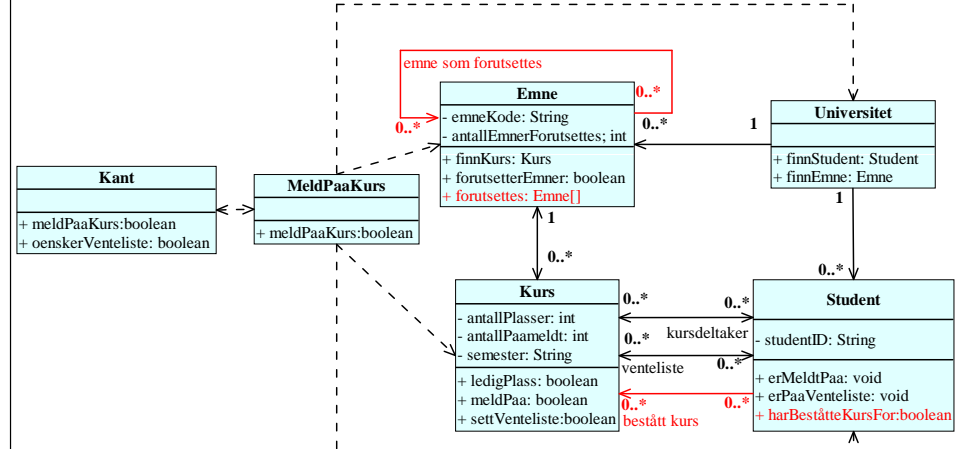 emne som forutsettes
0..*
0..*
Emne
- emneKode: String
- antallEmnerForutsettes; int
+ finnKurs: Kurs
+ forutsetterEmner: boolean
+ forutsettes: Emne[]
0..*
1
Universitet
+ finnStudent: Student
+ finnEmne: Emne
Kant
+ meldPaaKurs:boolean
+ oenskerVenteliste: boolean
MeldPaaKurs
+ meldPaaKurs:boolean
1
0..*
1
0..*
Kurs
- antallPlasser: int
- antallPaameldt: int
- semester: String
+ ledigPlass: boolean
+ meldPaa: boolean
+ settVenteliste:boolean
0..*
0..*
kursdeltaker
0..*
0..*
venteliste
0..*
0..*
bestått kurs
Student
- studentID: String
+ erMeldtPaa: void
+ erPaaVenteliste: void
+ harBeståtteKursFor:boolean